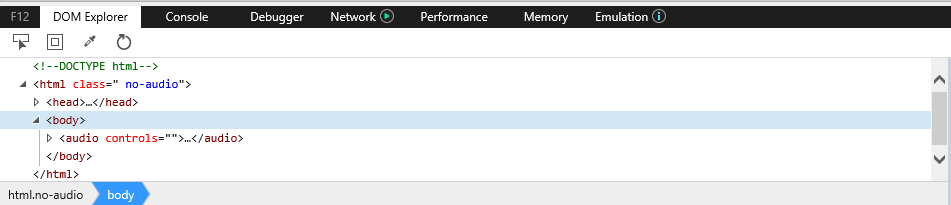 F12 DOM Explorer Console Debugger Network Performance Memory Emulation
<!--DOCTYPE html-->
<html class=" no-audio">
<head>…</head>
<body>
<audio controls="">…</audio>
</body>
</html>
html.no-audio body